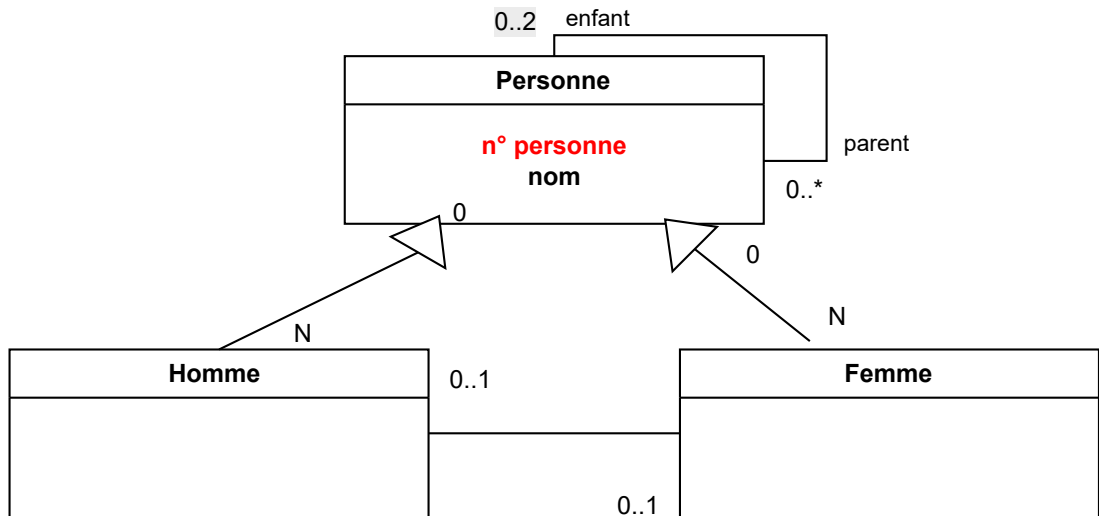 0..2 enfant
Personne
n° personne
nom
parent
0..*
0
0
N
N
Homme
0..1
Femme
0..1